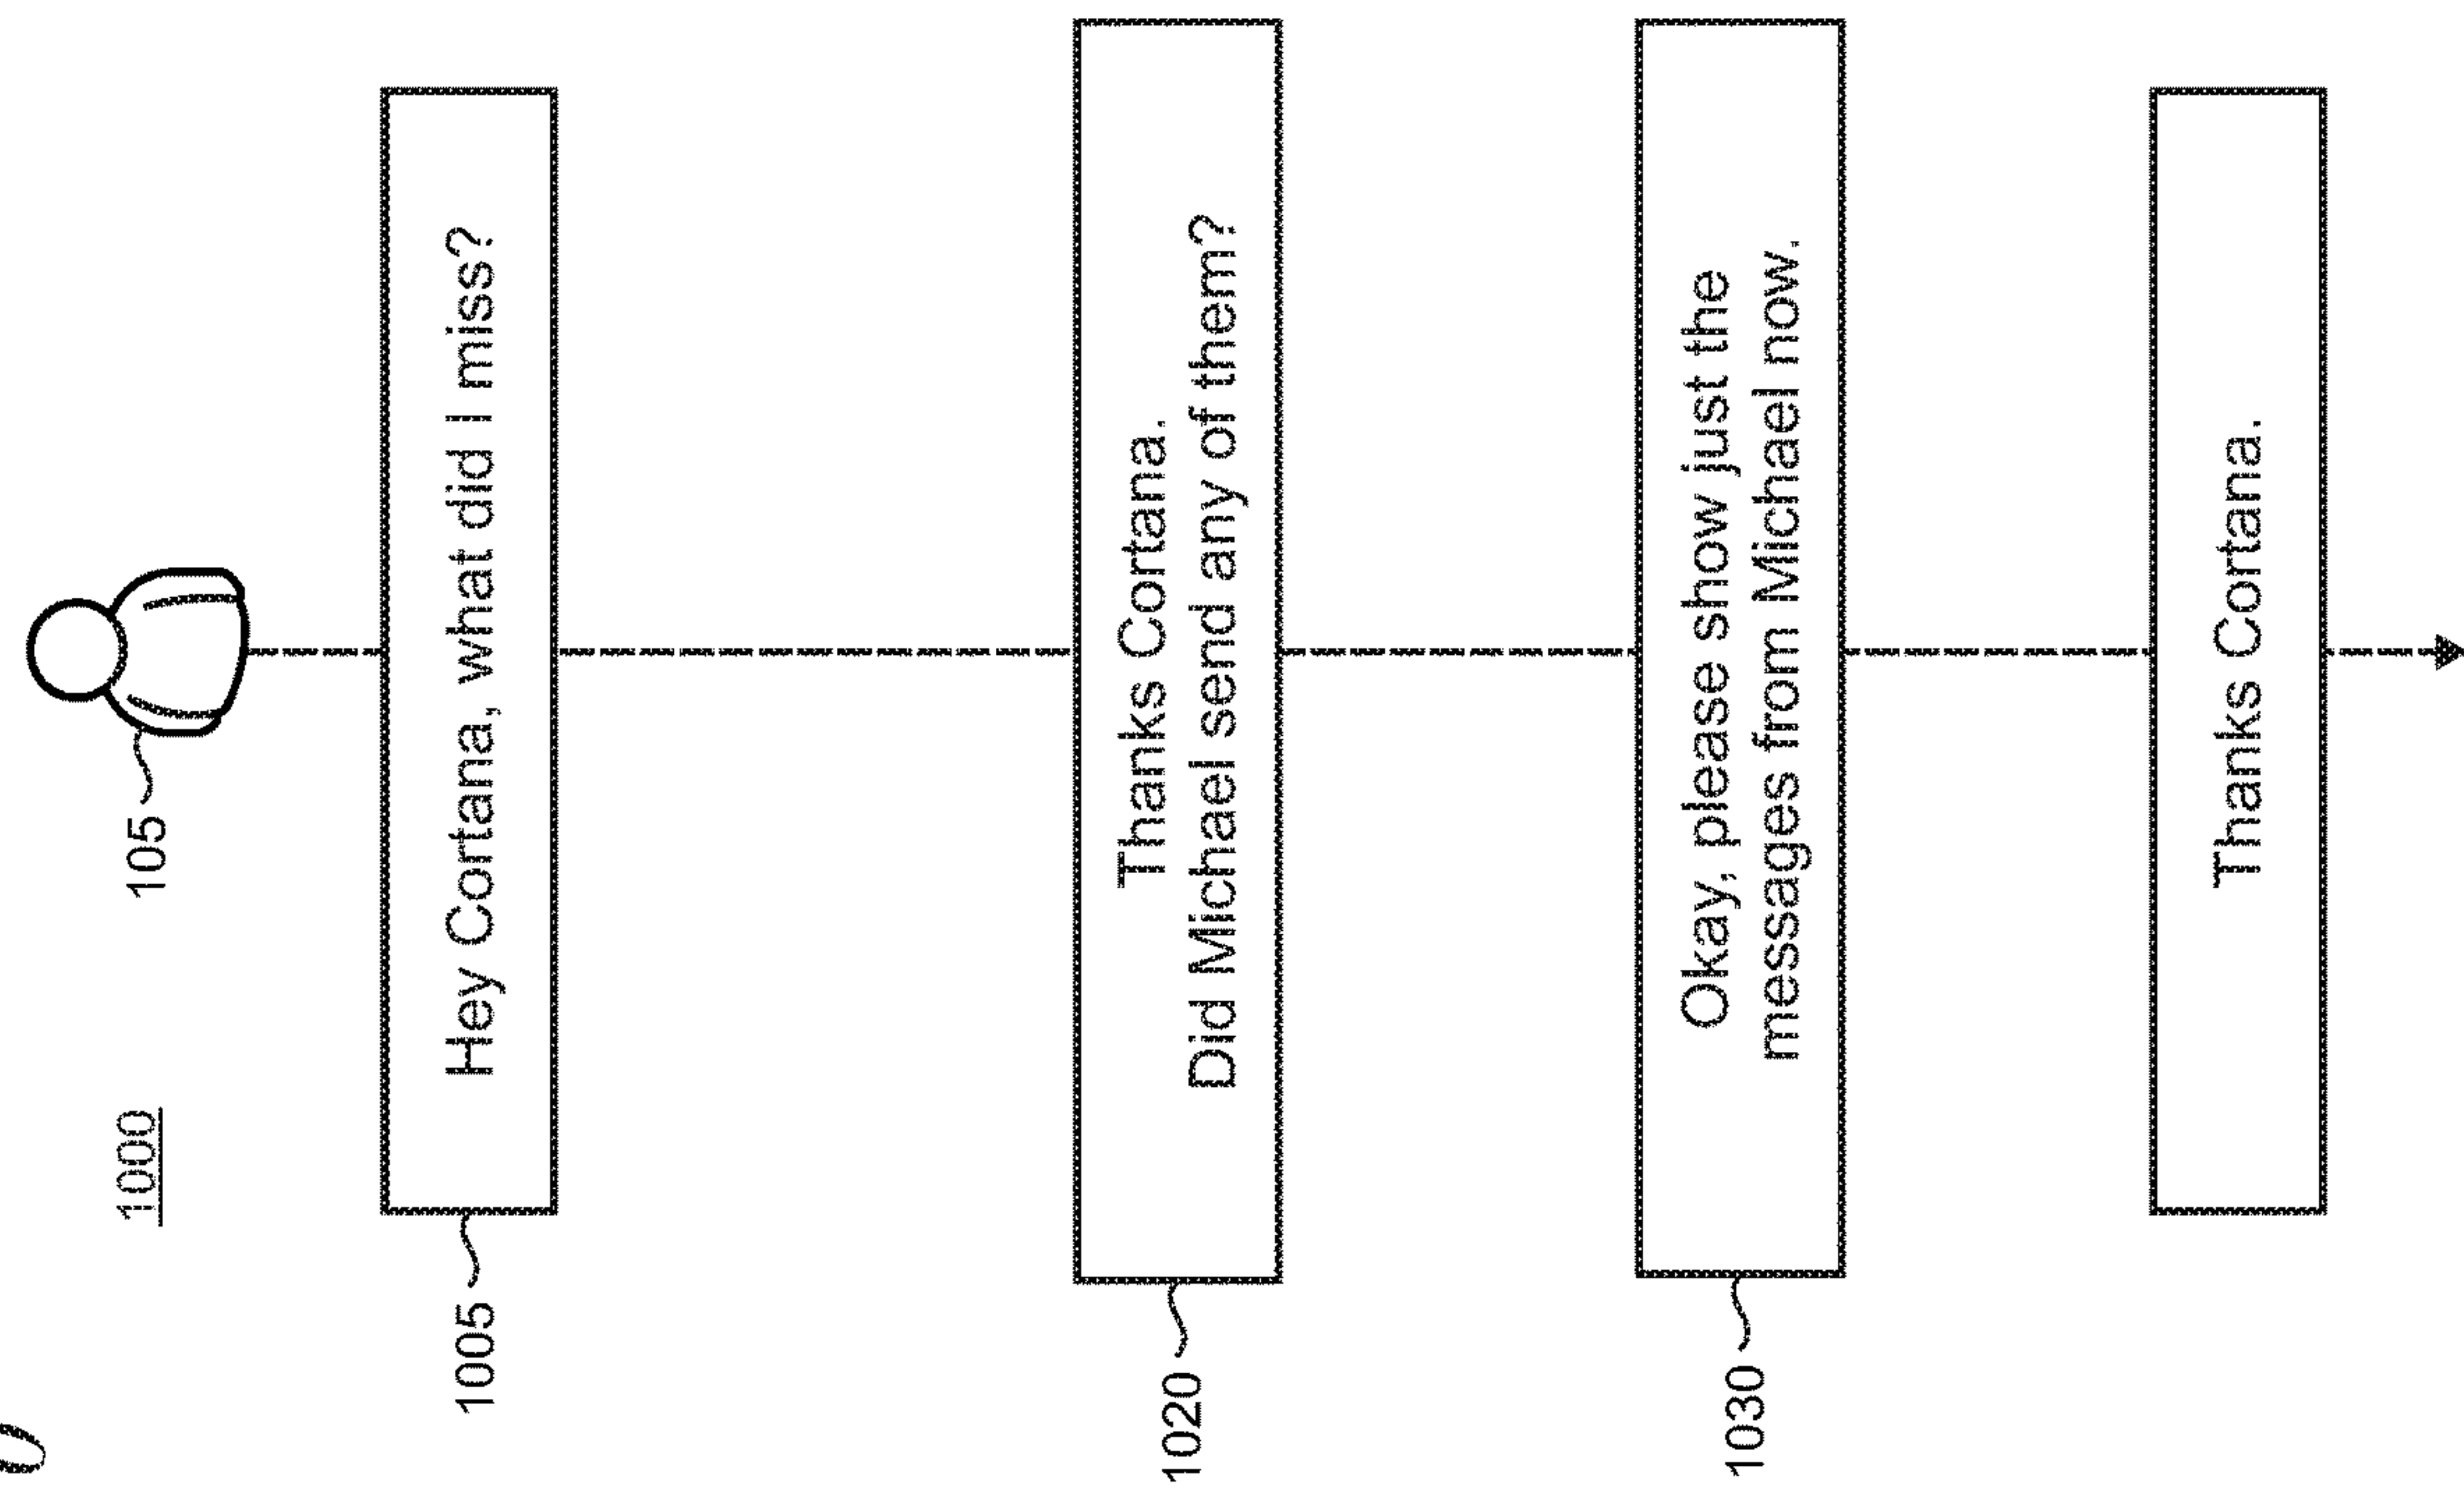 1000
105
1005
Hey Cortana, what did I miss?
1020
Thanks Cortana.
Did Michael send any of them?
1030
Okay, please show just the
messages from Michael now.
Thanks Cortana.